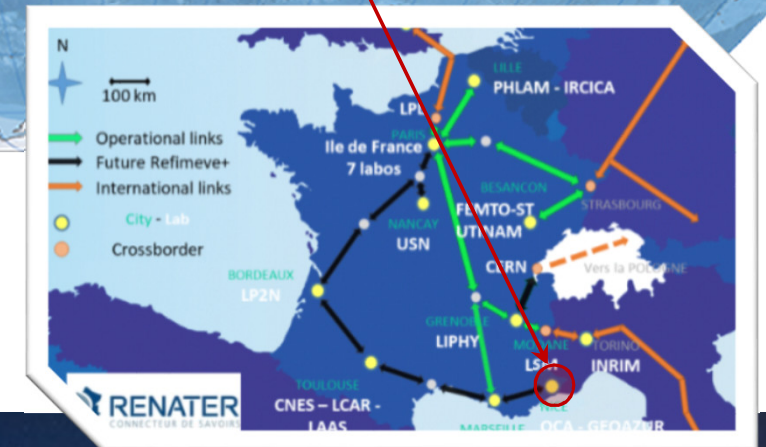 N
100 km
Operational links
Future Refimeve+
International links
City - Lab
Crossborder
LILLE
PHLAM - IRCICA
PARIS
Ile de France
7 labos
BESANCON
FEMTO-ST
UTINAM
STRASBOURG
NANCAY
USN
CERN
Vers la POLOGNE
BORDEAUX
LP2N
GRENOBLE
LIPHY
TORINO
INRIM
TOULOUSE
CNES – LCAR -
LAAS
MARSEILLE
NICE
OCA - GEOAZUR
RENATER
CONNECTEUR DE SAVOIRS